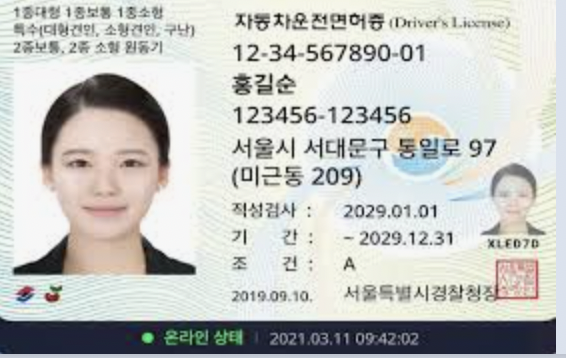 1종대형 1종보통 1종소형
특수(대형견인, 소형견인, 구난)
2종보통, 2종 소형 원동기
자동차운전면허증 (Driver's License)
12-34-567890-01
홍길순
123456-123456
서울시 서대문구 통일로 97
(미근동 209)
적성검사 : 2029.01.01
기 간 : ~ 2029.12.31
조 건 : A
XLED7D
2019.09.10. 서울특별시경찰청장
온라인 상태 | 2021.03.11 09:42:02